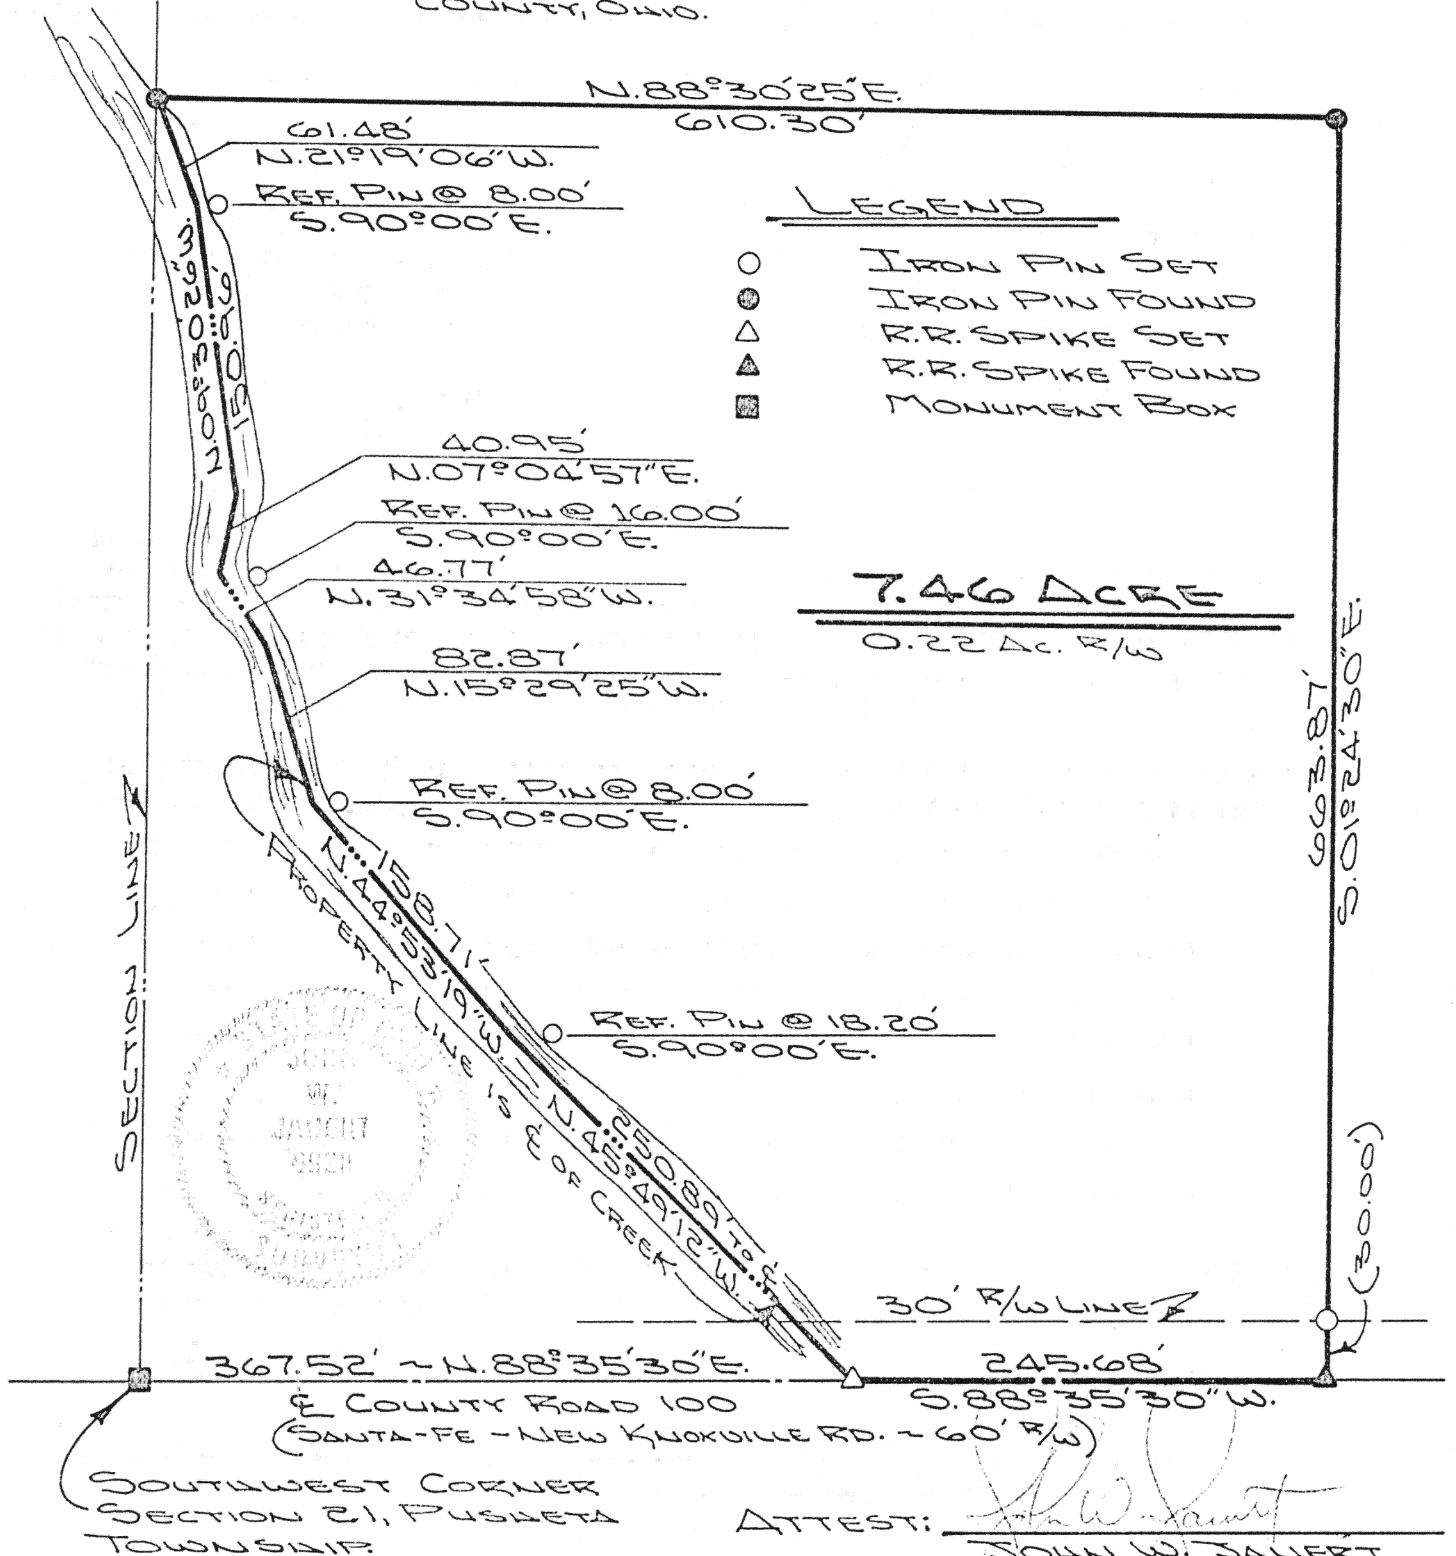 COUNTY, OHIO.
N.88°30'25"E.
610.30'
61.48'
N.21°19'06"W.
REF. PIN @ 8.00'
S.90°00'E.
LEGEND
IRON PIN SET
IRON PIN FOUND
R.R. SPIKE SET
R.R. SPIKE FOUND
MONUMENT BOX
N.09°30'26"W.
150.96'
40.95'
N.07°04'57"E.
REF. PIN @ 16.00'
S.90°00'E.
46.77'
N.31°34'58"W.
7.46 ACRE
0.22 AC. R/W
82.87'
N.15°29'25"W.
663.87'
S.01°24'30"E.
REF. PIN @ 8.00'
S.90°00'E.
SECTION LINE
158.71'
N.44°53'19"W.
PROPERTY LINE IS ℄ OF CREEK
REF. PIN @ 18.20'
S.90°00'E.
250.89' TO ℄
N.45°49'12"W.
(30.00')
30' R/W LINE
367.52' ~ N.88°35'30"E.
245.68'
S.88°35'30"W.
℄ COUNTY ROAD 100
(SANTA-FE - NEW KNOXVILLE RD. ~ 60' R/W)
SOUTHWEST CORNER
SECTION 21, PUSHETA
TOWNSHIP.
ATTEST:
JOHN W. JAUERT